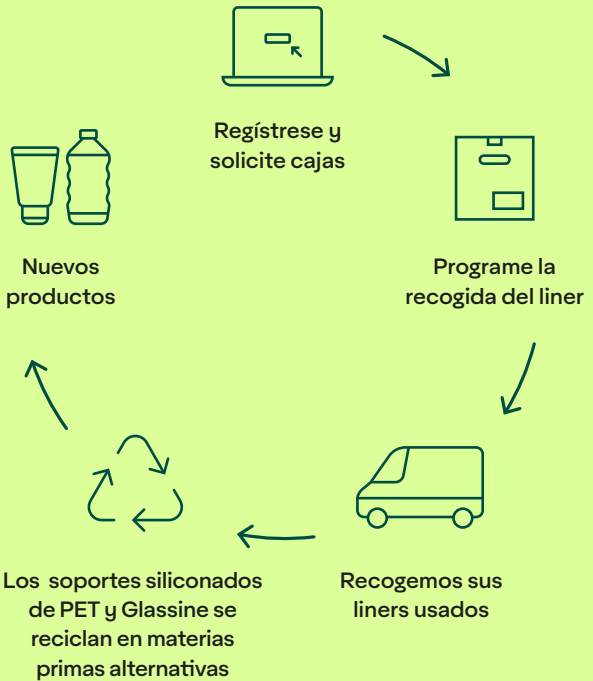 Regístrese y
solicite cajas
Programe la
recogida del liner
Recogemos sus
liners usados
Los soportes siliconados
de PET y Glassine se
reciclan en materias
primas alternativas
Nuevos
productos